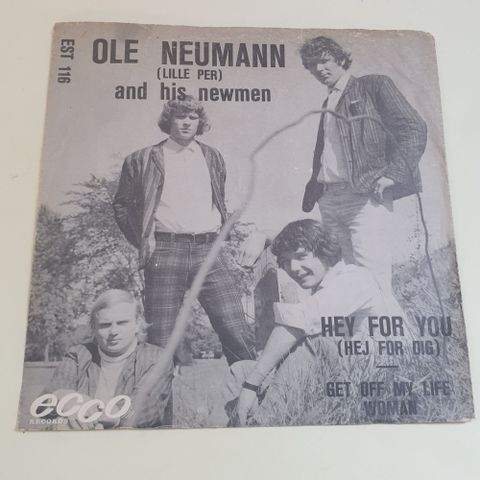 EST 116
OLE NEUMANN
(LILLE PER)
and his newmen
HEY FOR YOU
(HEJ FOR DIG)
GET OFF MY LIFE
WOMAN
ecco
RECORDS